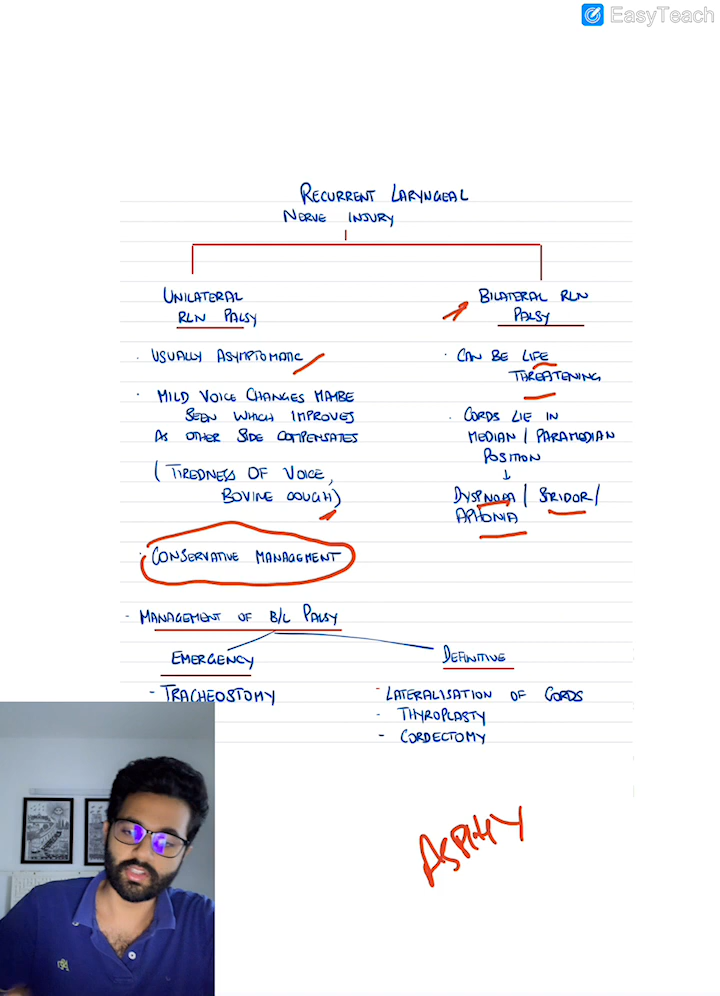 EasyTeach
RECURRENT LARYNGEAL
NERVE INJURY
UNILATERAL
RLN PALSY
· USUALLY ASYMPTOMATIC
· MILD VOICE CHANGES MAYBE
SEEN WHICH IMPROVES
AS OTHER SIDE COMPENSATES
(TIREDNESS OF VOICE,
BOVINE COUGH)
· CONSERVATIVE MANAGEMENT
BILATERAL RLN
PALSY
· CAN BE LIFE
THREATENING
· CORDS LIE IN
MEDIAN / PARAMEDIAN
POSITION
↓
DYSPNOEA / STRIDOR /
APHONIA
- MANAGEMENT OF B/L PALSY
EMERGENCY
- TRACHEOSTOMY
DEFINITIVE
- LATERALISATION OF CORDS
- THYROPLASTY
- CORDECTOMY
ASPHY